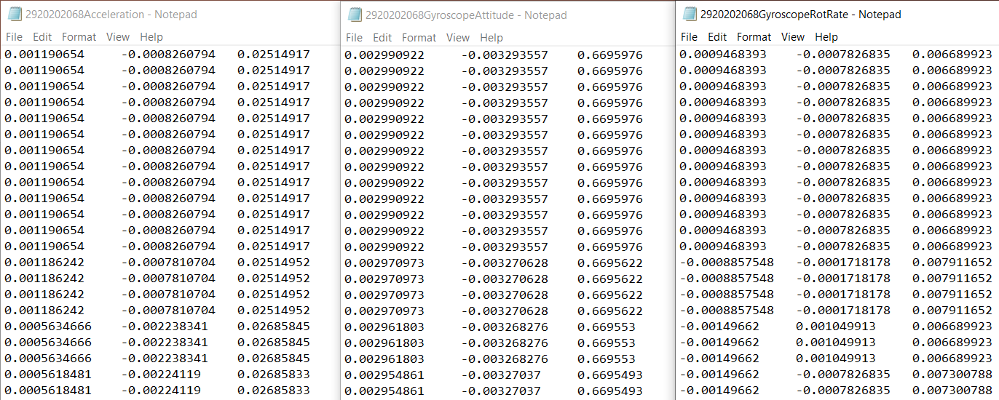 2920202068Acceleration - Notepad
File Edit Format View Help
0.001190654 -0.0008260794 0.02514917
0.001190654 -0.0008260794 0.02514917
0.001190654 -0.0008260794 0.02514917
0.001190654 -0.0008260794 0.02514917
0.001190654 -0.0008260794 0.02514917
0.001190654 -0.0008260794 0.02514917
0.001190654 -0.0008260794 0.02514917
0.001190654 -0.0008260794 0.02514917
0.001190654 -0.0008260794 0.02514917
0.001190654 -0.0008260794 0.02514917
0.001190654 -0.0008260794 0.02514917
0.001190654 -0.0008260794 0.02514917
0.001190654 -0.0008260794 0.02514917
0.001186242 -0.0007810704 0.02514952
0.001186242 -0.0007810704 0.02514952
0.001186242 -0.0007810704 0.02514952
0.001186242 -0.0007810704 0.02514952
0.0005634666 -0.002238341 0.02685845
0.0005634666 -0.002238341 0.02685845
0.0005634666 -0.002238341 0.02685845
0.0005618481 -0.00224119 0.02685833
0.0005618481 -0.00224119 0.02685833
2920202068GyroscopeAttitude - Notepad
File Edit Format View Help
0.002990922 -0.003293557 0.6695976
0.002990922 -0.003293557 0.6695976
0.002990922 -0.003293557 0.6695976
0.002990922 -0.003293557 0.6695976
0.002990922 -0.003293557 0.6695976
0.002990922 -0.003293557 0.6695976
0.002990922 -0.003293557 0.6695976
0.002990922 -0.003293557 0.6695976
0.002990922 -0.003293557 0.6695976
0.002990922 -0.003293557 0.6695976
0.002990922 -0.003293557 0.6695976
0.002990922 -0.003293557 0.6695976
0.002990922 -0.003293557 0.6695976
0.002970973 -0.003270628 0.6695622
0.002970973 -0.003270628 0.6695622
0.002970973 -0.003270628 0.6695622
0.002970973 -0.003270628 0.6695622
0.002961803 -0.003268276 0.669553
0.002961803 -0.003268276 0.669553
0.002961803 -0.003268276 0.669553
0.002954861 -0.00327037 0.6695493
0.002954861 -0.00327037 0.6695493
2920202068GyroscopeRotRate - Notepad
File Edit Format View Help
0.0009468393 -0.0007826835 0.006689923
0.0009468393 -0.0007826835 0.006689923
0.0009468393 -0.0007826835 0.006689923
0.0009468393 -0.0007826835 0.006689923
0.0009468393 -0.0007826835 0.006689923
0.0009468393 -0.0007826835 0.006689923
0.0009468393 -0.0007826835 0.006689923
0.0009468393 -0.0007826835 0.006689923
0.0009468393 -0.0007826835 0.006689923
0.0009468393 -0.0007826835 0.006689923
0.0009468393 -0.0007826835 0.006689923
0.0009468393 -0.0007826835 0.006689923
0.0009468393 -0.0007826835 0.006689923
-0.0008857548 -0.0001718178 0.007911652
-0.0008857548 -0.0001718178 0.007911652
-0.0008857548 -0.0001718178 0.007911652
-0.0008857548 -0.0001718178 0.007911652
-0.00149662 0.001049913 0.006689923
-0.00149662 0.001049913 0.006689923
-0.00149662 0.001049913 0.006689923
-0.00149662 -0.0007826835 0.007300788
-0.00149662 -0.0007826835 0.007300788